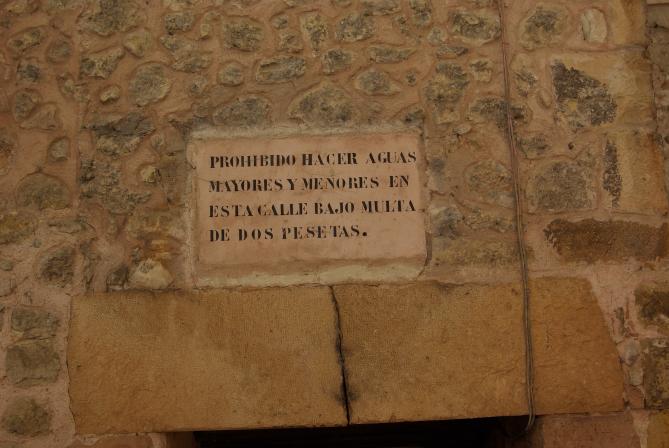 PROHIBIDO HACER AGUAS
MAYORES Y MENORES EN
ESTA CALLE BAJO MULTA
DE DOS PESETAS.